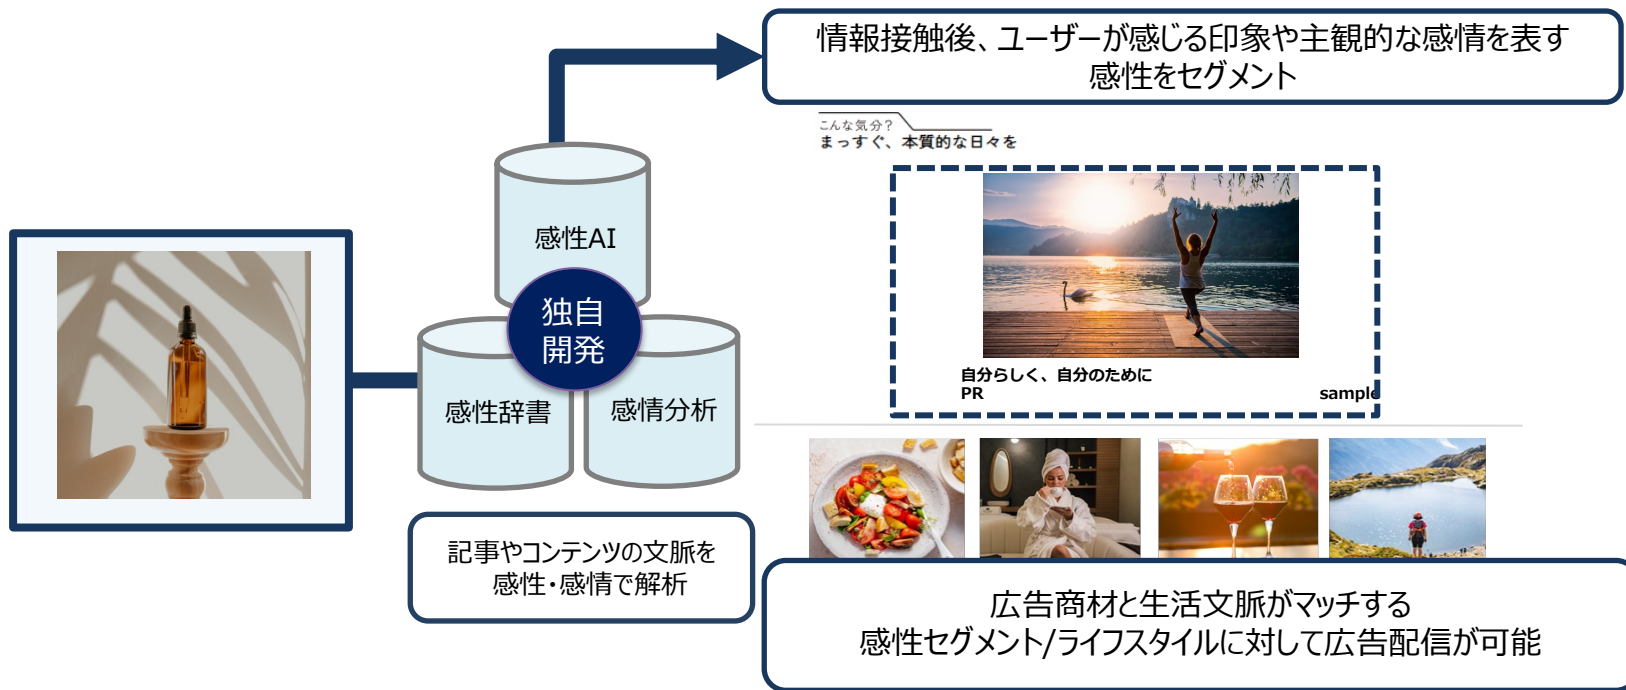 情報接触後、ユーザーが感じる印象や主観的な感情を表す
感性をセグメント
こんな気分?
まっすぐ、本質的な日々を
感性AI
独自
開発
感性辞書
感情分析
自分らしく、自分のために
PR
sample
記事やコンテンツの文脈を
感性・感情で解析
広告商材と生活文脈がマッチする
感性セグメント/ライフスタイルに対して広告配信が可能